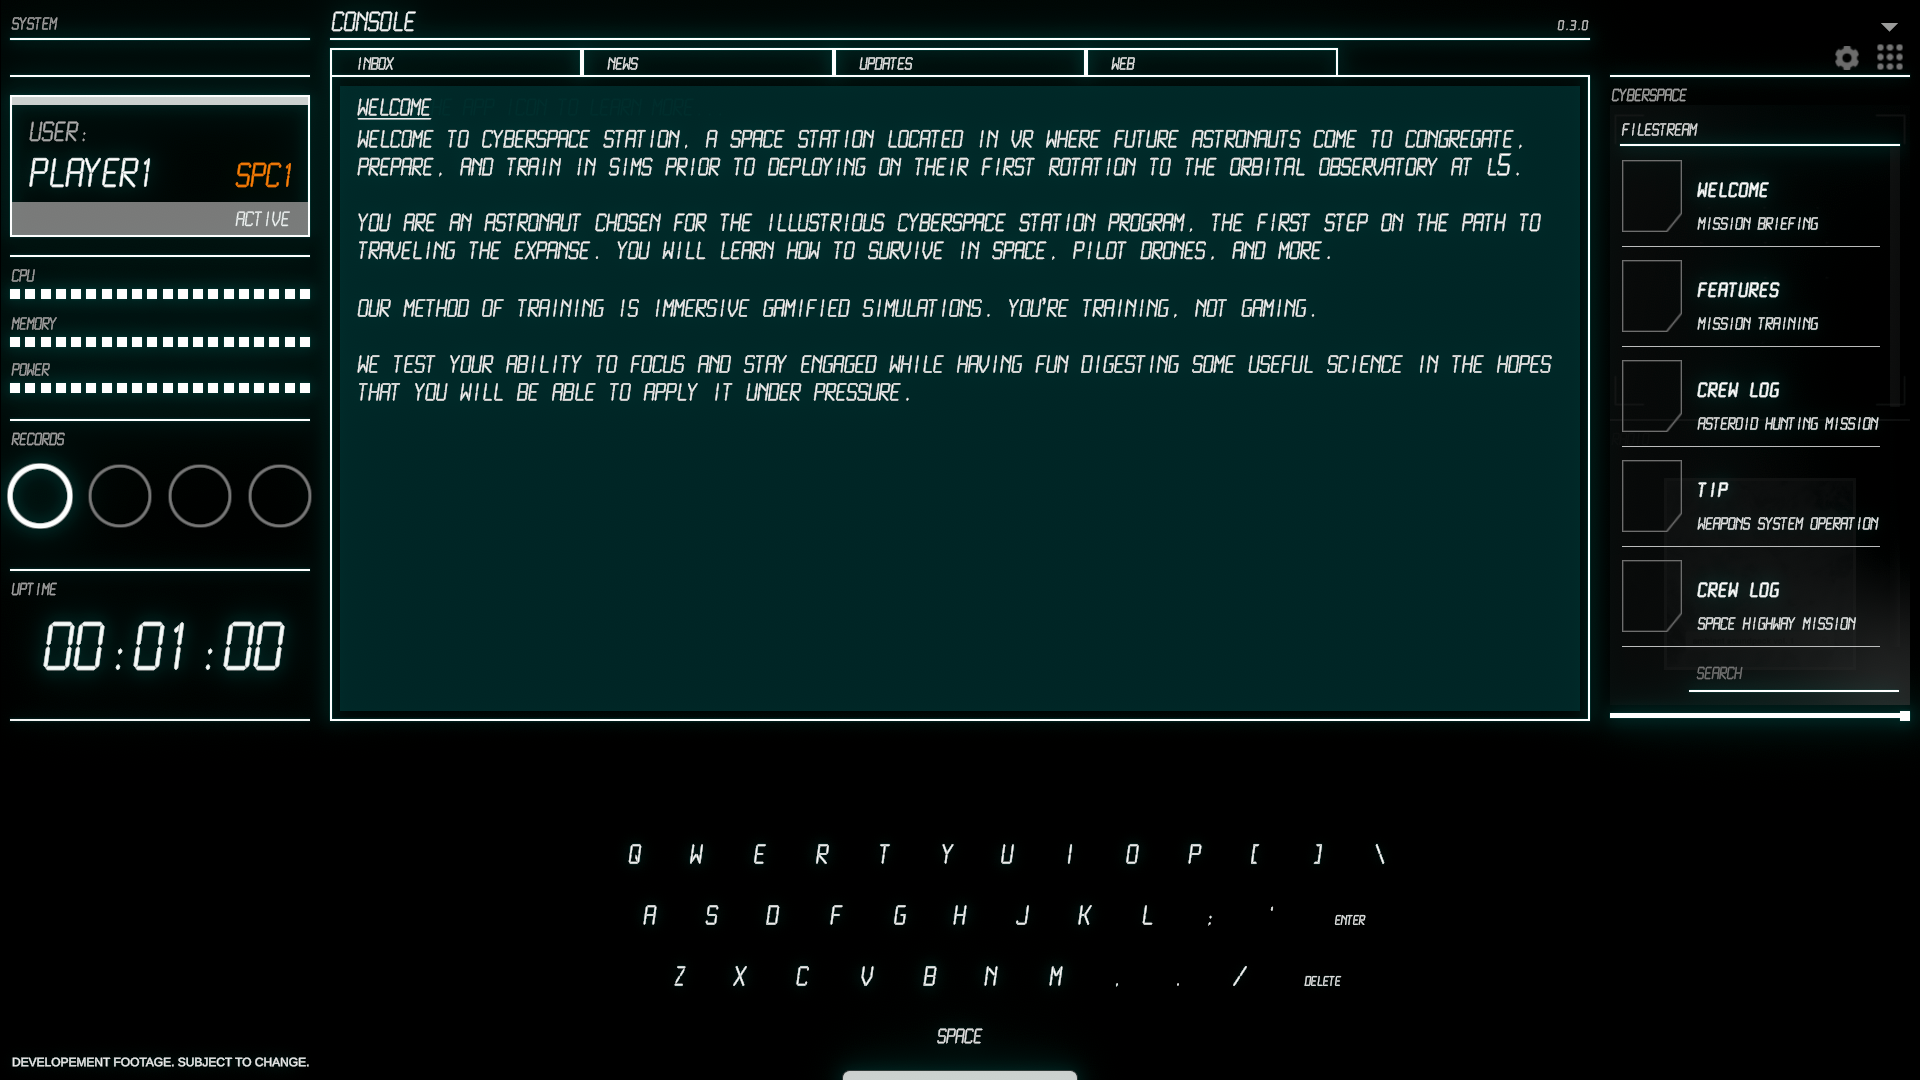 SYSTEM
CONSOLE
0.3.0
INBOX
NEWS
UPDATES
WEB
USER:
PLAYER1
SPC1
ACTIVE
CPU
MEMORY
POWER
RECORDS
UPTIME
00:01:00
WELCOME
WELCOME TO CYBERSPACE STATION, A SPACE STATION LOCATED IN VR WHERE FUTURE ASTRONAUTS COME TO CONGREGATE,
PREPARE, AND TRAIN IN SIMS PRIOR TO DEPLOYING ON THEIR FIRST ROTATION TO THE ORBITAL OBSERVATORY AT L5.
YOU ARE AN ASTRONAUT CHOSEN FOR THE ILLUSTRIOUS CYBERSPACE STATION PROGRAM, THE FIRST STEP ON THE PATH TO
TRAVELING THE EXPANSE. YOU WILL LEARN HOW TO SURVIVE IN SPACE, PILOT DRONES, AND MORE.
OUR METHOD OF TRAINING IS IMMERSIVE GAMIFIED SIMULATIONS. YOU'RE TRAINING, NOT GAMING.
WE TEST YOUR ABILITY TO FOCUS AND STAY ENGAGED WHILE HAVING FUN DIGESTING SOME USEFUL SCIENCE IN THE HOPES
THAT YOU WILL BE ABLE TO APPLY IT UNDER PRESSURE.
CYBERSPACE
FILESTREAM
WELCOME
MISSION BRIEFING
FEATURES
MISSION TRAINING
CREW LOG
ASTEROID HUNTING MISSION
TIP
WEAPONS SYSTEM OPERATION
CREW LOG
SPACE HIGHWAY MISSION
SEARCH
Q W E R T Y U I O P [ ] \
A S D F G H J K L ; ' ENTER
Z X C V B N M , . / DELETE
SPACE
DEVELOPEMENT FOOTAGE. SUBJECT TO CHANGE.